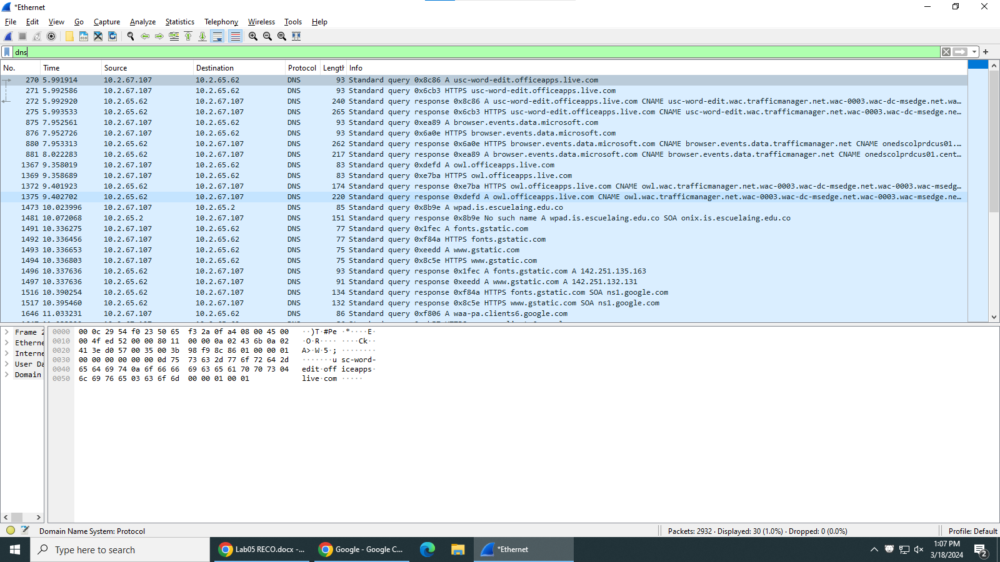 *Ethernet
File Edit View Go Capture Analyze Statistics Telephony Wireless Tools Help
dns
No. Time Source Destination Protocol Length Info
270 5.991914 10.2.67.107 10.2.65.62 DNS 93 Standard query 0x8c86 A usc-word-edit.officeapps.live.com
271 5.992586 10.2.67.107 10.2.65.62 DNS 93 Standard query 0x6cb3 HTTPS usc-word-edit.officeapps.live.com
272 5.992920 10.2.65.62 10.2.67.107 DNS 240 Standard query response 0x8c86 A usc-word-edit.officeapps.live.com CNAME usc-word-edit.wac.trafficmanager.net.wac-0003.wac-dc-msedge.net.wa…
275 5.993533 10.2.65.62 10.2.67.107 DNS 265 Standard query response 0x6cb3 HTTPS usc-word-edit.officeapps.live.com CNAME usc-word-edit.wac.trafficmanager.net.wac-0003.wac-dc-msedge.ne…
875 7.952561 10.2.67.107 10.2.65.62 DNS 93 Standard query 0xea89 A browser.events.data.microsoft.com
876 7.952726 10.2.67.107 10.2.65.62 DNS 93 Standard query 0x6a0e HTTPS browser.events.data.microsoft.com
880 7.953313 10.2.65.62 10.2.67.107 DNS 262 Standard query response 0x6a0e HTTPS browser.events.data.microsoft.com CNAME browser.events.data.trafficmanager.net CNAME onedscolprdcus01.…
881 8.022283 10.2.65.62 10.2.67.107 DNS 217 Standard query response 0xea89 A browser.events.data.microsoft.com CNAME browser.events.data.trafficmanager.net CNAME onedscolprdcus01.cent…
1367 9.358019 10.2.67.107 10.2.65.62 DNS 83 Standard query 0xdefd A owl.officeapps.live.com
1369 9.358689 10.2.67.107 10.2.65.62 DNS 83 Standard query 0xe7ba HTTPS owl.officeapps.live.com
1372 9.401923 10.2.65.62 10.2.67.107 DNS 174 Standard query response 0xe7ba HTTPS owl.officeapps.live.com CNAME owl.wac.trafficmanager.net.wac-0003.wac-dc-msedge.net.wac-0003.wac-msedg…
1375 9.402702 10.2.65.62 10.2.67.107 DNS 220 Standard query response 0xdefd A owl.officeapps.live.com CNAME owl.wac.trafficmanager.net.wac-0003.wac-dc-msedge.net.wac-0003.wac-msedge.ne…
1473 10.023996 10.2.67.107 10.2.65.2 DNS 85 Standard query 0x8b9e A wpad.is.escuelaing.edu.co
1481 10.072068 10.2.65.2 10.2.67.107 DNS 151 Standard query response 0x8b9e No such name A wpad.is.escuelaing.edu.co SOA onix.is.escuelaing.edu.co
1491 10.336275 10.2.67.107 10.2.65.62 DNS 77 Standard query 0x1fec A fonts.gstatic.com
1492 10.336456 10.2.67.107 10.2.65.62 DNS 77 Standard query 0xf84a HTTPS fonts.gstatic.com
1493 10.336653 10.2.67.107 10.2.65.62 DNS 75 Standard query 0xeedd A www.gstatic.com
1494 10.336803 10.2.67.107 10.2.65.62 DNS 75 Standard query 0x8c5e HTTPS www.gstatic.com
1496 10.337636 10.2.65.62 10.2.67.107 DNS 93 Standard query response 0x1fec A fonts.gstatic.com A 142.251.135.163
1497 10.337636 10.2.65.62 10.2.67.107 DNS 91 Standard query response 0xeedd A www.gstatic.com A 142.251.132.131
1516 10.390254 10.2.65.62 10.2.67.107 DNS 134 Standard query response 0xf84a HTTPS fonts.gstatic.com SOA ns1.google.com
1517 10.395460 10.2.65.62 10.2.67.107 DNS 132 Standard query response 0x8c5e HTTPS www.gstatic.com SOA ns1.google.com
1646 11.033231 10.2.67.107 10.2.65.62 DNS 86 Standard query 0xf806 A waa-pa.clients6.google.com
Frame 2
Etherne
Interne
User Da
Domain
0000 00 0c 29 54 f0 23 50 65 f3 2a 0f a4 08 00 45 00 ··)T·#Pe ·*····E·
0010 00 4f ed 52 00 00 80 11 00 00 0a 02 43 6b 0a 02 ·O·R···· ····Ck··
0020 41 3e d0 57 00 35 00 3b 98 f9 8c 86 01 00 00 01 A>·W·5·; ········
0030 00 00 00 00 00 00 0d 75 73 63 2d 77 6f 72 64 2d ·······u sc-word-
0040 65 64 69 74 0a 6f 66 66 69 63 65 61 70 70 73 04 edit·off iceapps·
0050 6c 69 76 65 03 63 6f 6d 00 00 01 00 01 live·com ·····
Domain Name System: Protocol
Packets: 2932 · Displayed: 30 (1.0%) · Dropped: 0 (0.0%)
Profile: Default
Type here to search
Lab05 RECO.docx -...
Google - Google C...
*Ethernet
1:07 PM
3/18/2024
2